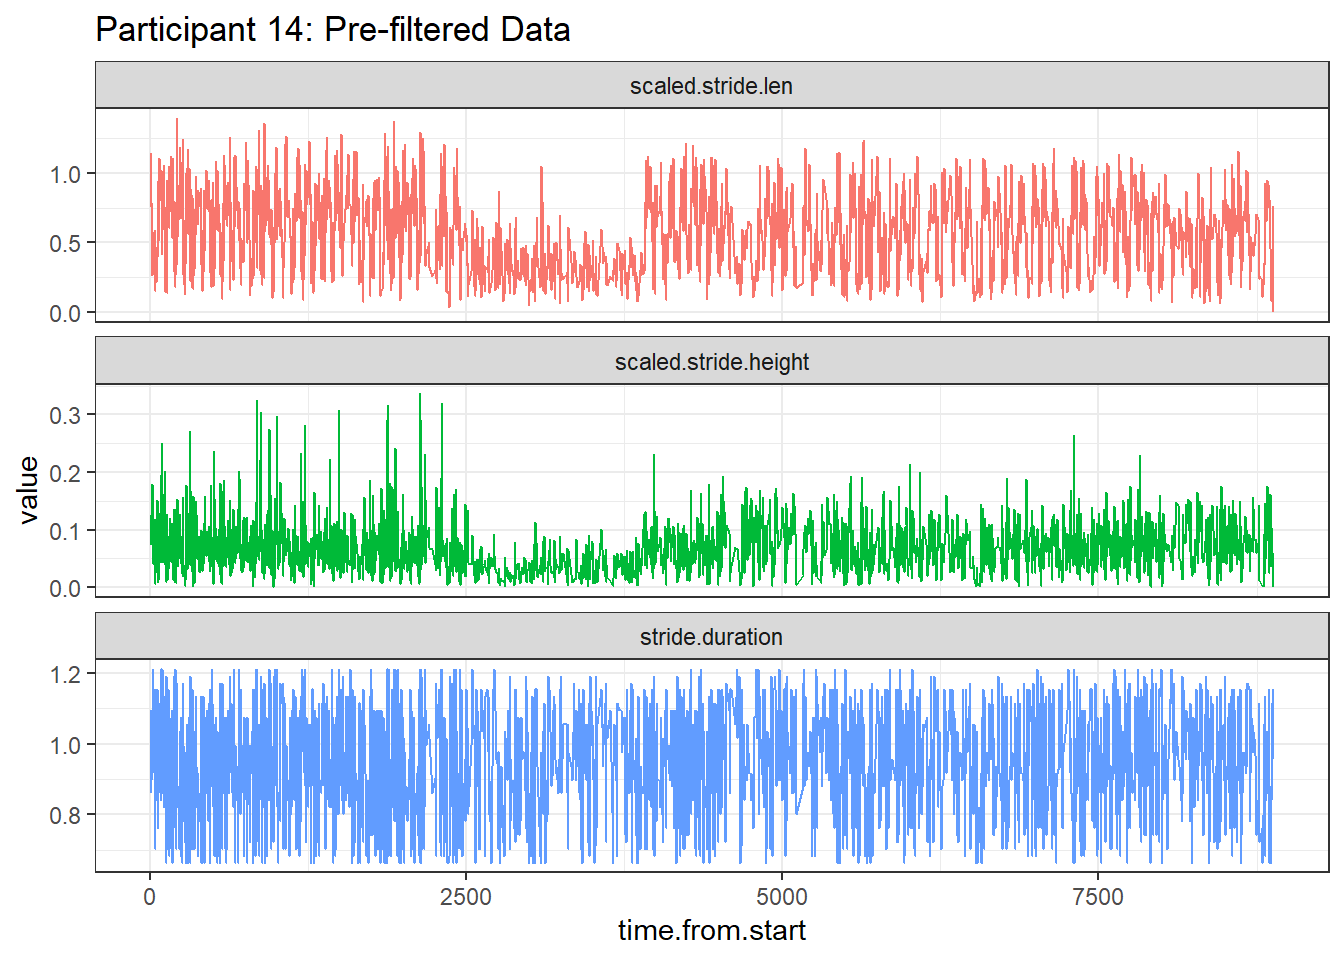 Participant 14: Pre-filtered Data
scaled.stride.len
1.0
0.5
0.0
scaled.stride.height
0.3
0.2
0.1
0.0
value
stride.duration
1.2
1.0
0.8
0 2500 5000 7500
time.from.start